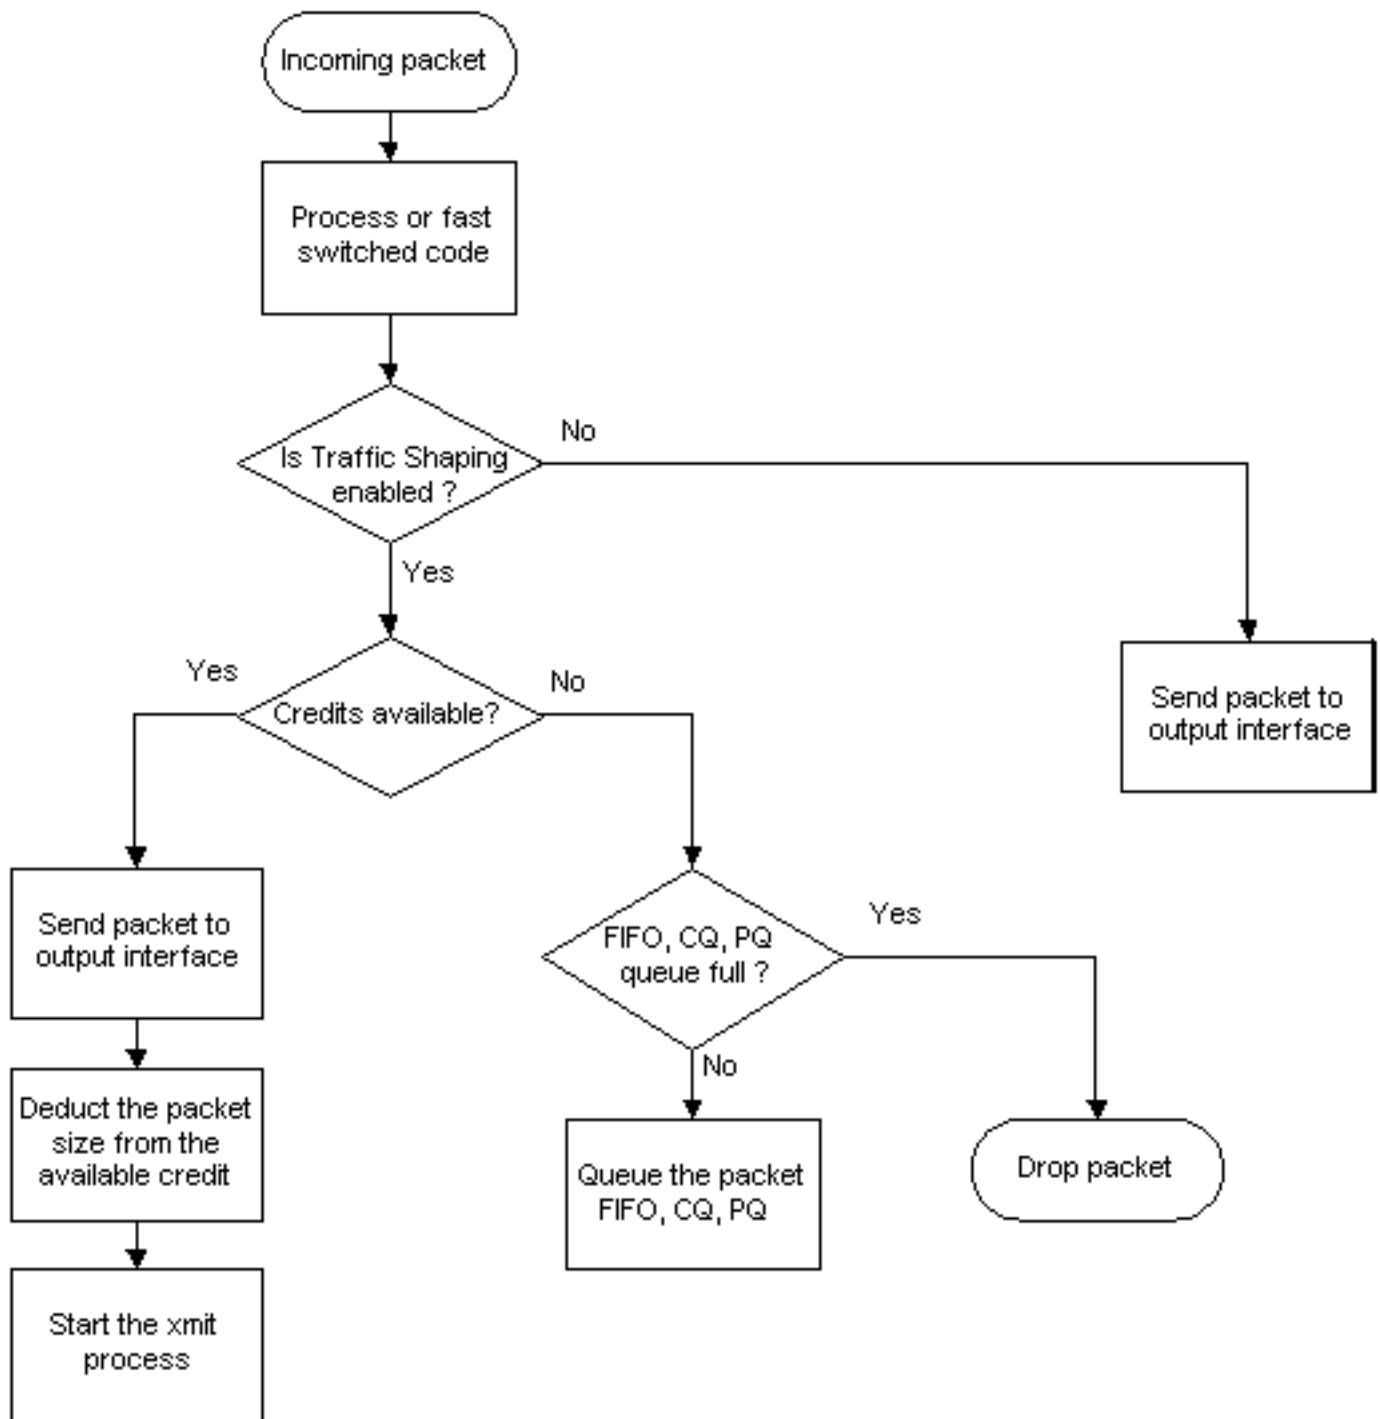 Incoming packet
Process or fast
switched code
No
Is Traffic Shaping
enabled ?
Yes
Yes
No
Credits available?
Send packet to
output interface
Yes
Send packet to
output interface
FIFO, CQ, PQ
queue full ?
No
Deduct the packet
size from the
available credit
Queue the packet
FIFO, CQ, PQ
Drop packet
Start the xmit
process